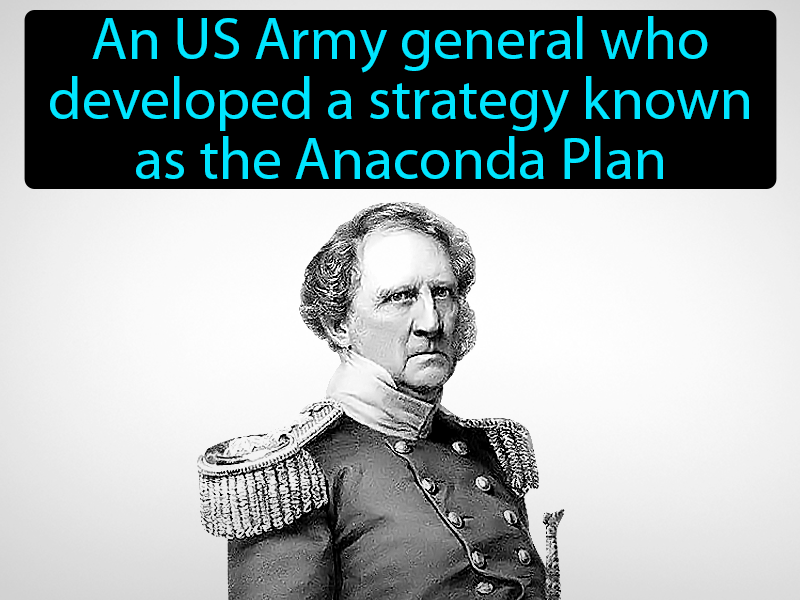 An US Army general who
developed a strategy known
as the Anaconda Plan